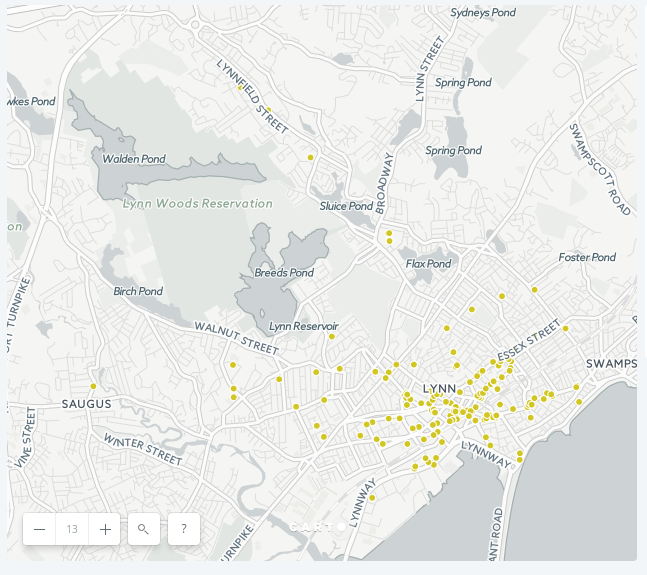 Sydneys Pond
LYNN STREET
LYNNFIELD STREET
Spring Pond
wkes Pond
SWAMPSCOTT ROAD
Walden Pond
Spring Pond
BROADWAY
Lynn Woods Reservation
Sluice Pond
on
Foster Pond
Flax Pond
Breeds Pond
Birch Pond
RT TURNPIKE
Lynn Reservoir
WALNUT STREET
ESSEX STREET
SWAMPS
LYNN
SAUGUS
VINE STREET
WINTER STREET
LYNNWAY
LYNNWAY
URNPIKE
ANT ROAD
CARTO
13
?